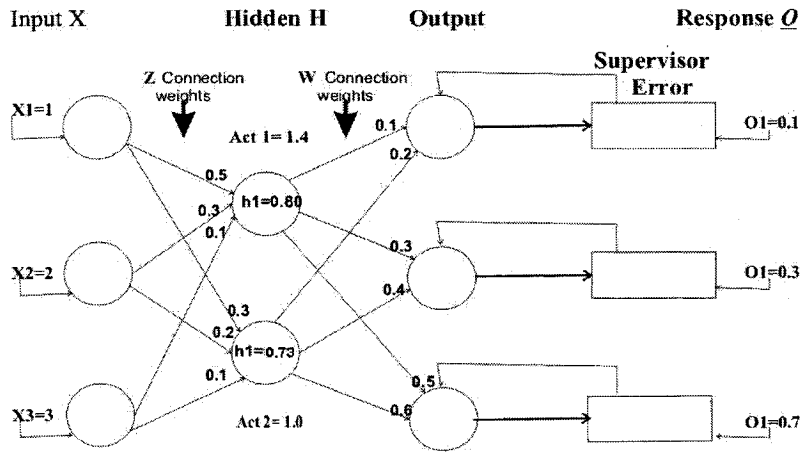 Input X
Hidden H
Output
Response O
Supervisor
Error
Z Connection
weights
W Connection
weights
X1=1
Act 1= 1.4
0.1
0.2
O1=0.1
0.5
0.3
0.1
h1=0.80
X2=2
0.3
0.4
O1=0.3
0.3
0.2
h1=0.73
0.1
X3=3
Act 2= 1.0
0.5
0.6
O1=0.7